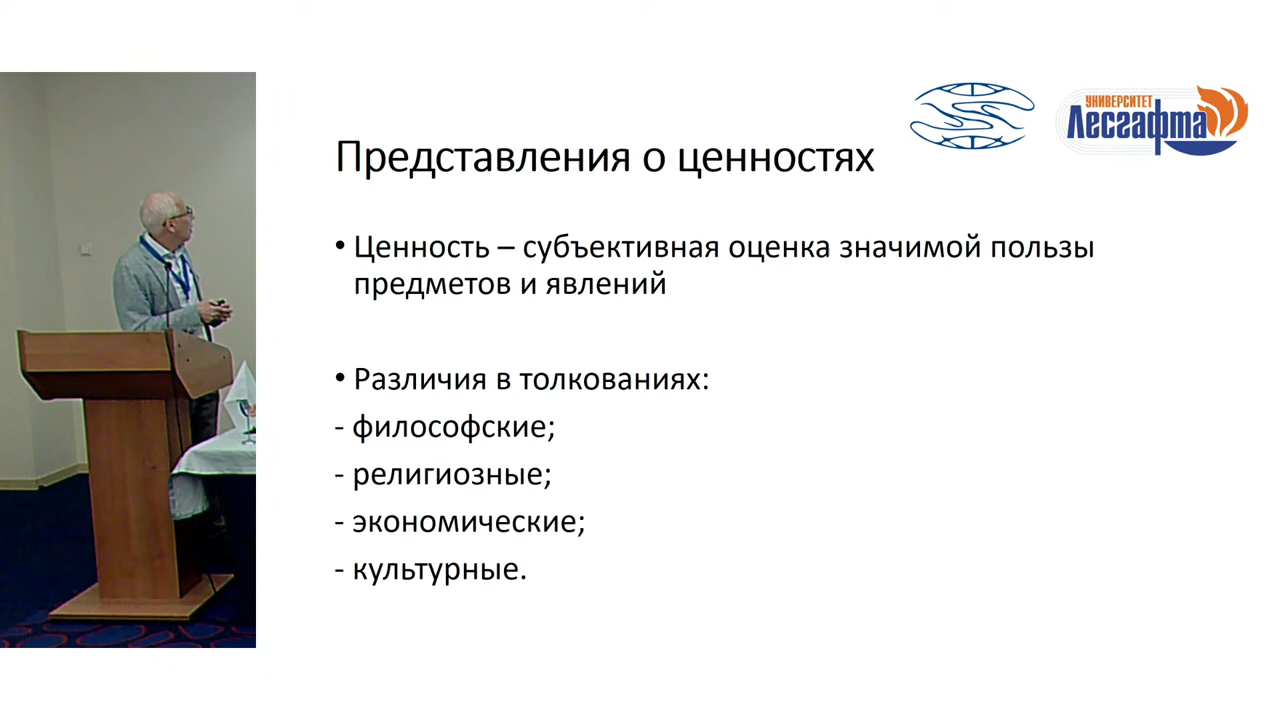 УНИВЕРСИТЕТ
Лесгафта
Представления о ценностях
• Ценность – субъективная оценка значимой пользы
предметов и явлений
• Различия в толкованиях:
- философские;
- религиозные;
- экономические;
- культурные.